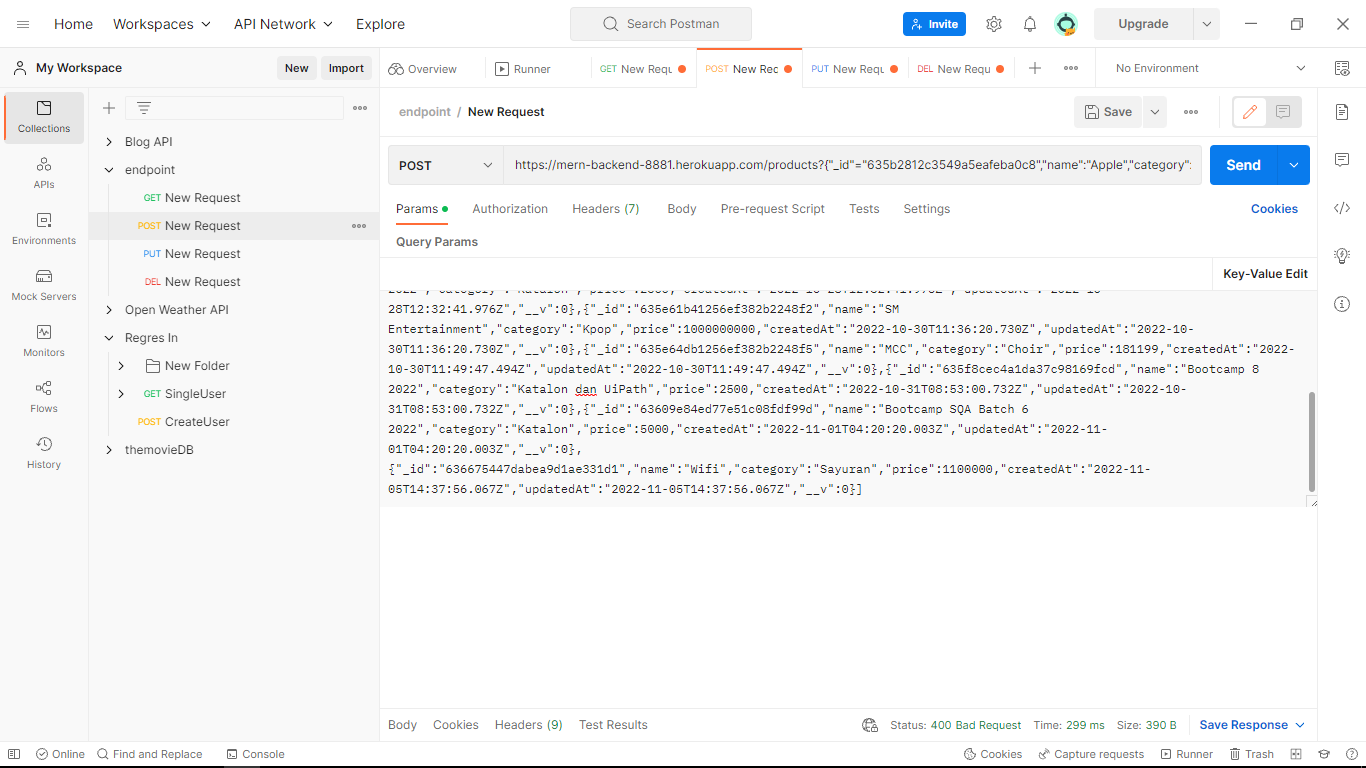 Home
Workspaces
API Network
Explore
Search Postman
Invite
Upgrade
My Workspace
New
Import
Overview
Runner
GET New Requ
POST New Rec
PUT New Requ
DEL New Requ
No Environment
Collections
APIs
Environments
Mock Servers
Monitors
Flows
History
Blog API
endpoint
GET New Request
POST New Request
PUT New Request
DEL New Request
Open Weather API
Regres In
New Folder
GET SingleUser
POST CreateUser
themovieDB
endpoint / New Request
Save
POST
https://mern-backend-8881.herokuapp.com/products?{"_id"="635b2812c3549a5eafeba0c8","name":"Apple","category":
Send
Params
Authorization
Headers (7)
Body
Pre-request Script
Tests
Settings
Cookies
Query Params
Key-Value Edit
28T12:32:41.976Z","__v":0},{"_id":"635e61b41256ef382b2248f2","name":"SM
Entertainment","category":"Kpop","price":1000000000,"createdAt":"2022-10-30T11:36:20.730Z","updatedAt":"2022-10-
30T11:36:20.730Z","__v":0},{"_id":"635e64db1256ef382b2248f5","name":"MCC","category":"Choir","price":181199,"createdAt":"2022-
10-30T11:49:47.494Z","updatedAt":"2022-10-30T11:49:47.494Z","__v":0},{"_id":"635f8cec4a1da37c98169fcd","name":"Bootcamp 8
2022","category":"Katalon dan UiPath","price":2500,"createdAt":"2022-10-31T08:53:00.732Z","updatedAt":"2022-10-
31T08:53:00.732Z","__v":0},{"_id":"63609e84ed77e51c08fdf99d","name":"Bootcamp SQA Batch 6
2022","category":"Katalon","price":5000,"createdAt":"2022-11-01T04:20:20.003Z","updatedAt":"2022-11-
01T04:20:20.003Z","__v":0},
{"_id":"636675447dabea9d1ae331d1","name":"Wifi","category":"Sayuran","price":1100000,"createdAt":"2022-11-
05T14:37:56.067Z","updatedAt":"2022-11-05T14:37:56.067Z","__v":0}]
Body
Cookies
Headers (9)
Test Results
Status: 400 Bad Request
Time: 299 ms
Size: 390 B
Save Response
Online
Find and Replace
Console
Cookies
Capture requests
Runner
Trash